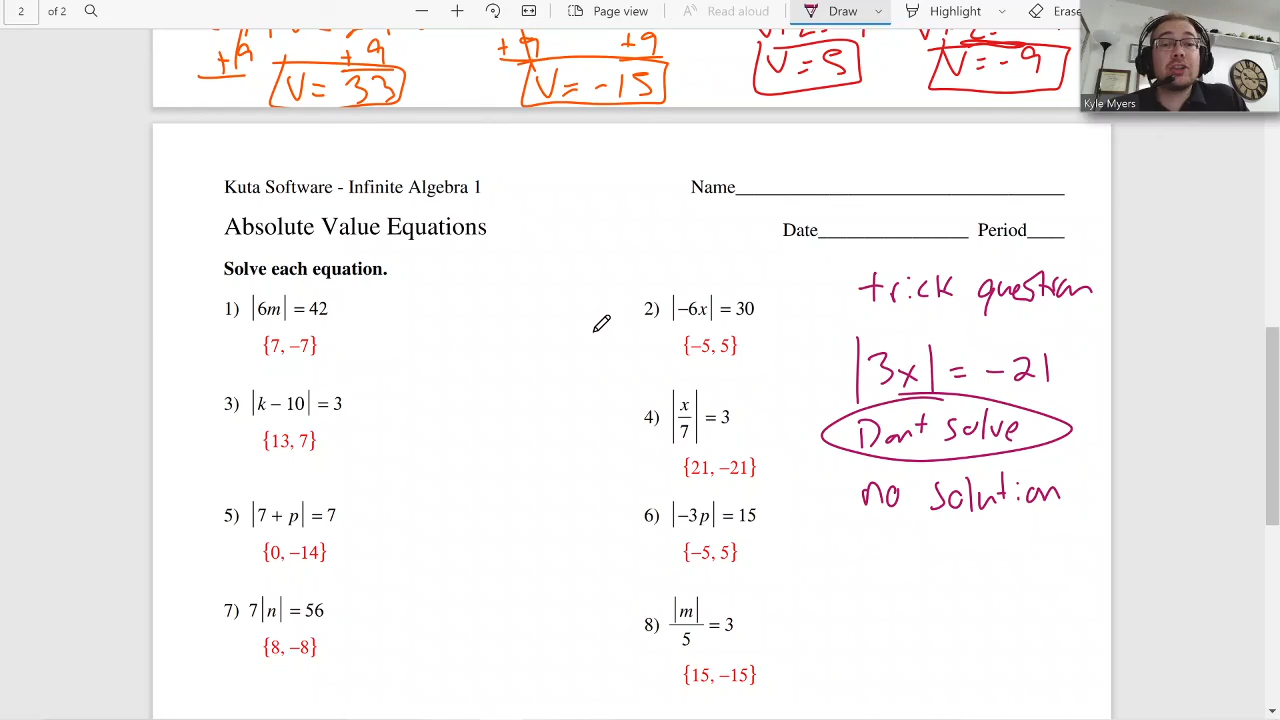 2 of 2 Page view Read aloud Draw Highlight Erase
+9 +9 +9 +9
V = 33 V = -15 V = 5 V = -9
Kyle Myers
Kuta Software - Infinite Algebra 1 Name
Absolute Value Equations Date Period
Solve each equation.
trick question
1) |6m| = 42 2) |−6x| = 30
{7, −7} {−5, 5}
|3x| = -21
3) |k − 10| = 3 4) |x/7| = 3
Don't solve
{13, 7} {21, −21}
no solution
5) |7 + p| = 7 6) |−3p| = 15
{0, −14} {−5, 5}
7) 7|n| = 56 8) |m|/5 = 3
{8, −8} {15, −15}